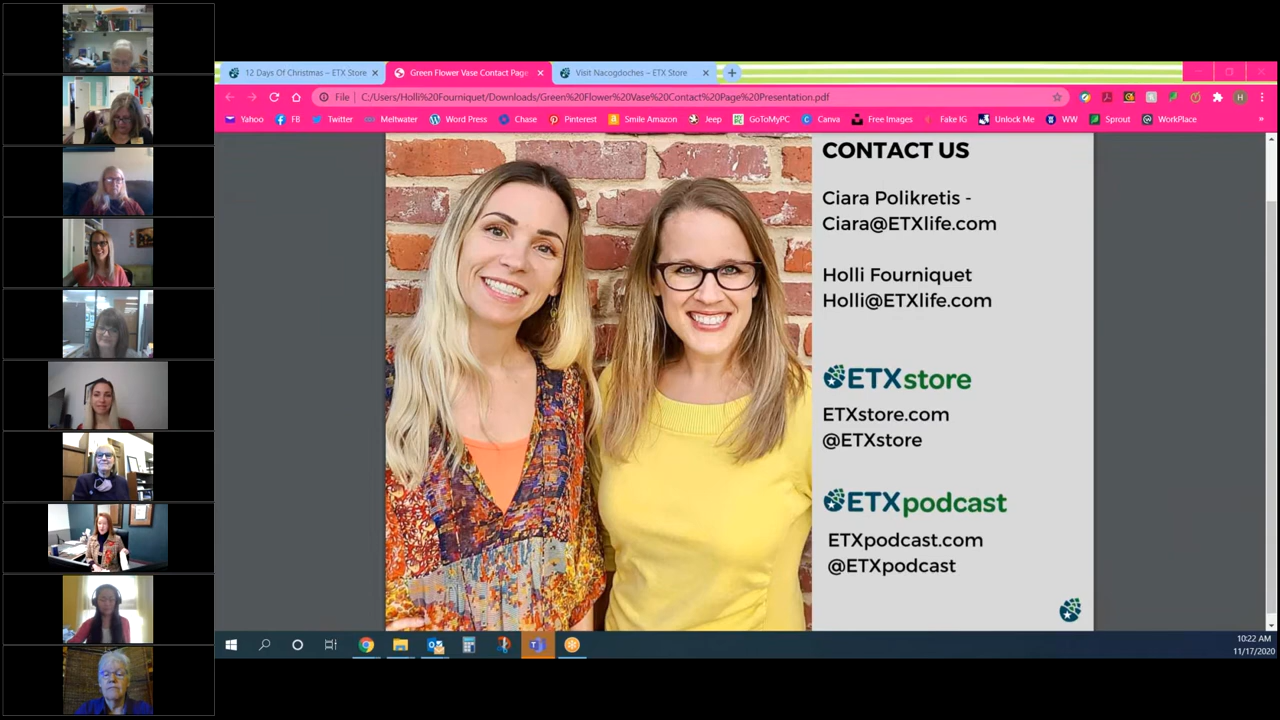 12 Days Of Christmas – ETX Store
Green Flower Vase Contact Page
Visit Nacogdoches – ETX Store
File
C:/Users/Holli%20Fourniquet/Downloads/Green%20Flower%20Vase%20Contact%20Page%20Presentation.pdf
H
Yahoo
FB
Twitter
Meltwater
Word Press
Chase
Pinterest
Smile Amazon
Jeep
GoToMyPC
Canva
Free Images
Fake IG
Unlock Me
WW
Sprout
WorkPlace
»
CONTACT US
Ciara Polikretis -
Ciara@ETXlife.com
Holli Fourniquet
Holli@ETXlife.com
ETXstore
ETXstore.com
@ETXstore
ETXpodcast
ETXpodcast.com
@ETXpodcast
10:22 AM
11/17/2020